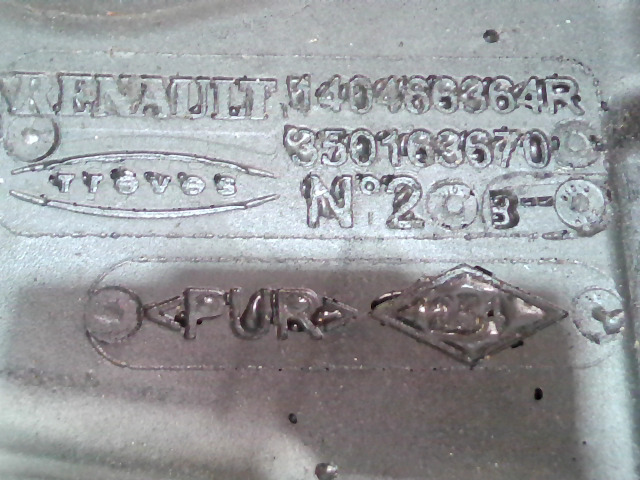 RENAULT 140466364R
350163670
TREVES N°2 B-
<PUR>